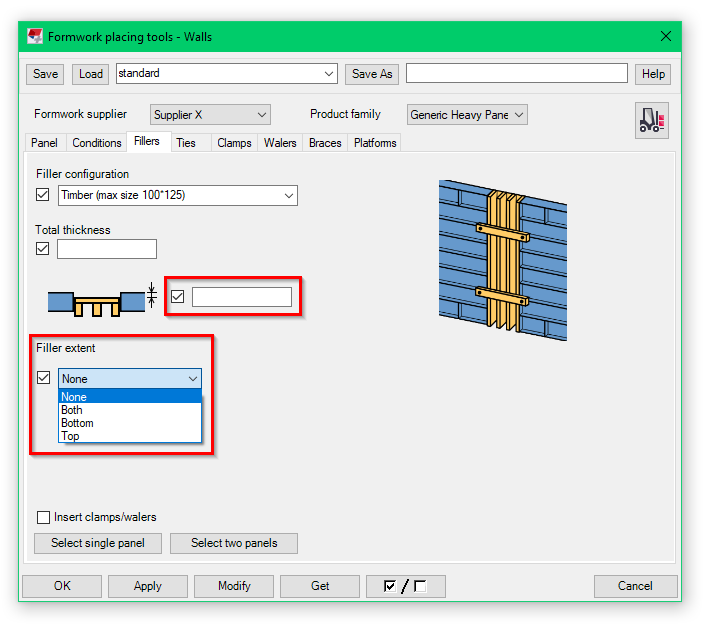 Formwork placing tools - Walls
Save Load standard Save As Help
Formwork supplier Supplier X Product family Generic Heavy Pane
Panel Conditions Fillers Ties Clamps Walers Braces Platforms
Filler configuration
Timber (max size 100*125)
Total thickness
Filler extent
None
None
Both
Bottom
Top
Insert clamps/walers
Select single panel Select two panels
OK Apply Modify Get / Cancel